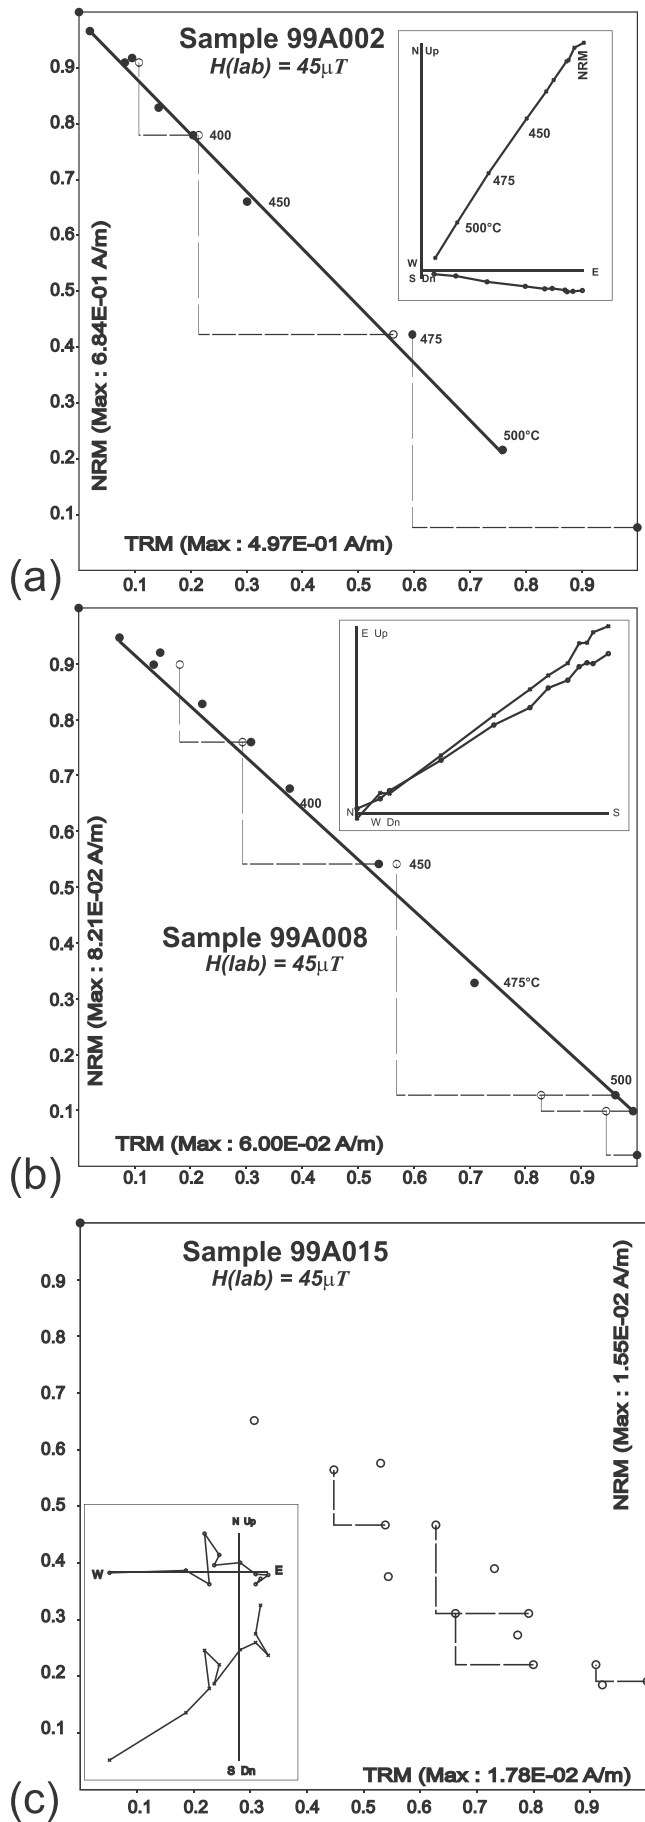 Sample 99A002
H(lab) = 45μT
0.9
0.8
0.7
0.6
0.5
0.4
0.3
0.2
0.1
NRM (Max : 6.84E-01 A/m)
400
450
475
500°C
N Up
NRM
450
475
500°C
W
E
S Dn
TRM (Max : 4.97E-01 A/m)
(a)
0.1 0.2 0.3 0.4 0.5 0.6 0.7 0.8 0.9
0.9
0.8
0.7
0.6
0.5
0.4
0.3
0.2
0.1
NRM (Max : 8.21E-02 A/m)
E Up
N
S
W Dn
400
450
Sample 99A008
H(lab) = 45μT
475°C
500
TRM (Max : 6.00E-02 A/m)
(b)
0.1 0.2 0.3 0.4 0.5 0.6 0.7 0.8 0.9
Sample 99A015
H(lab) = 45μT
NRM (Max : 1.55E-02 A/m)
0.9
0.8
0.7
0.6
0.5
0.4
0.3
0.2
0.1
N Up
W
E
S Dn
TRM (Max : 1.78E-02 A/m)
(c)
0.1 0.2 0.3 0.4 0.5 0.6 0.7 0.8 0.9